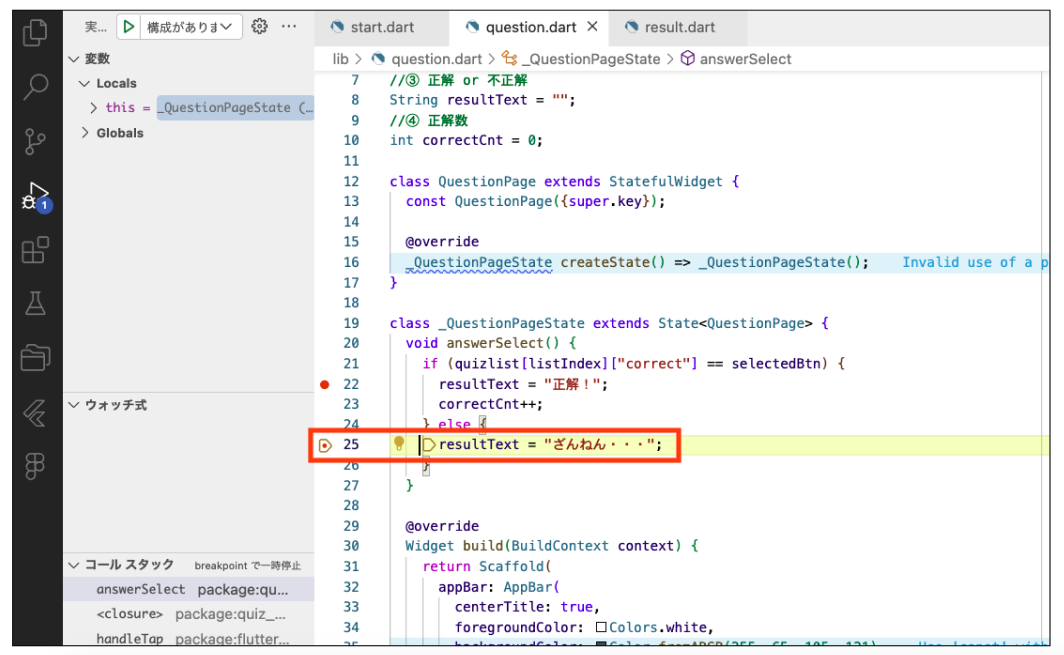 実...
構成がありま
...
変数
Locals
this = _QuestionPageState (...
Globals
ウォッチ式
コール スタック breakpoint で一時停止
answerSelect package:qu...
<closure> package:quiz_...
handleTap package:flutter...
1
start.dart
question.dart
result.dart
lib > question.dart > _QuestionPageState > answerSelect
7 //③ 正解 or 不正解
8 String resultText = "";
9 //④ 正解数
10 int correctCnt = 0;
11
12 class QuestionPage extends StatefulWidget {
13 const QuestionPage({super.key});
14
15 @override
16 _QuestionPageState createState() => _QuestionPageState(); Invalid use of a p
17 }
18
19 class _QuestionPageState extends State<QuestionPage> {
20 void answerSelect() {
21 if (quizlist[listIndex]["correct"] == selectedBtn) {
22 resultText = "正解！";
23 correctCnt++;
24 } else {
25 resultText = "ざんねん・・・";
26 }
27 }
28
29 @override
30 Widget build(BuildContext context) {
31 return Scaffold(
32 appBar: AppBar(
33 centerTitle: true,
34 foregroundColor: Colors.white,